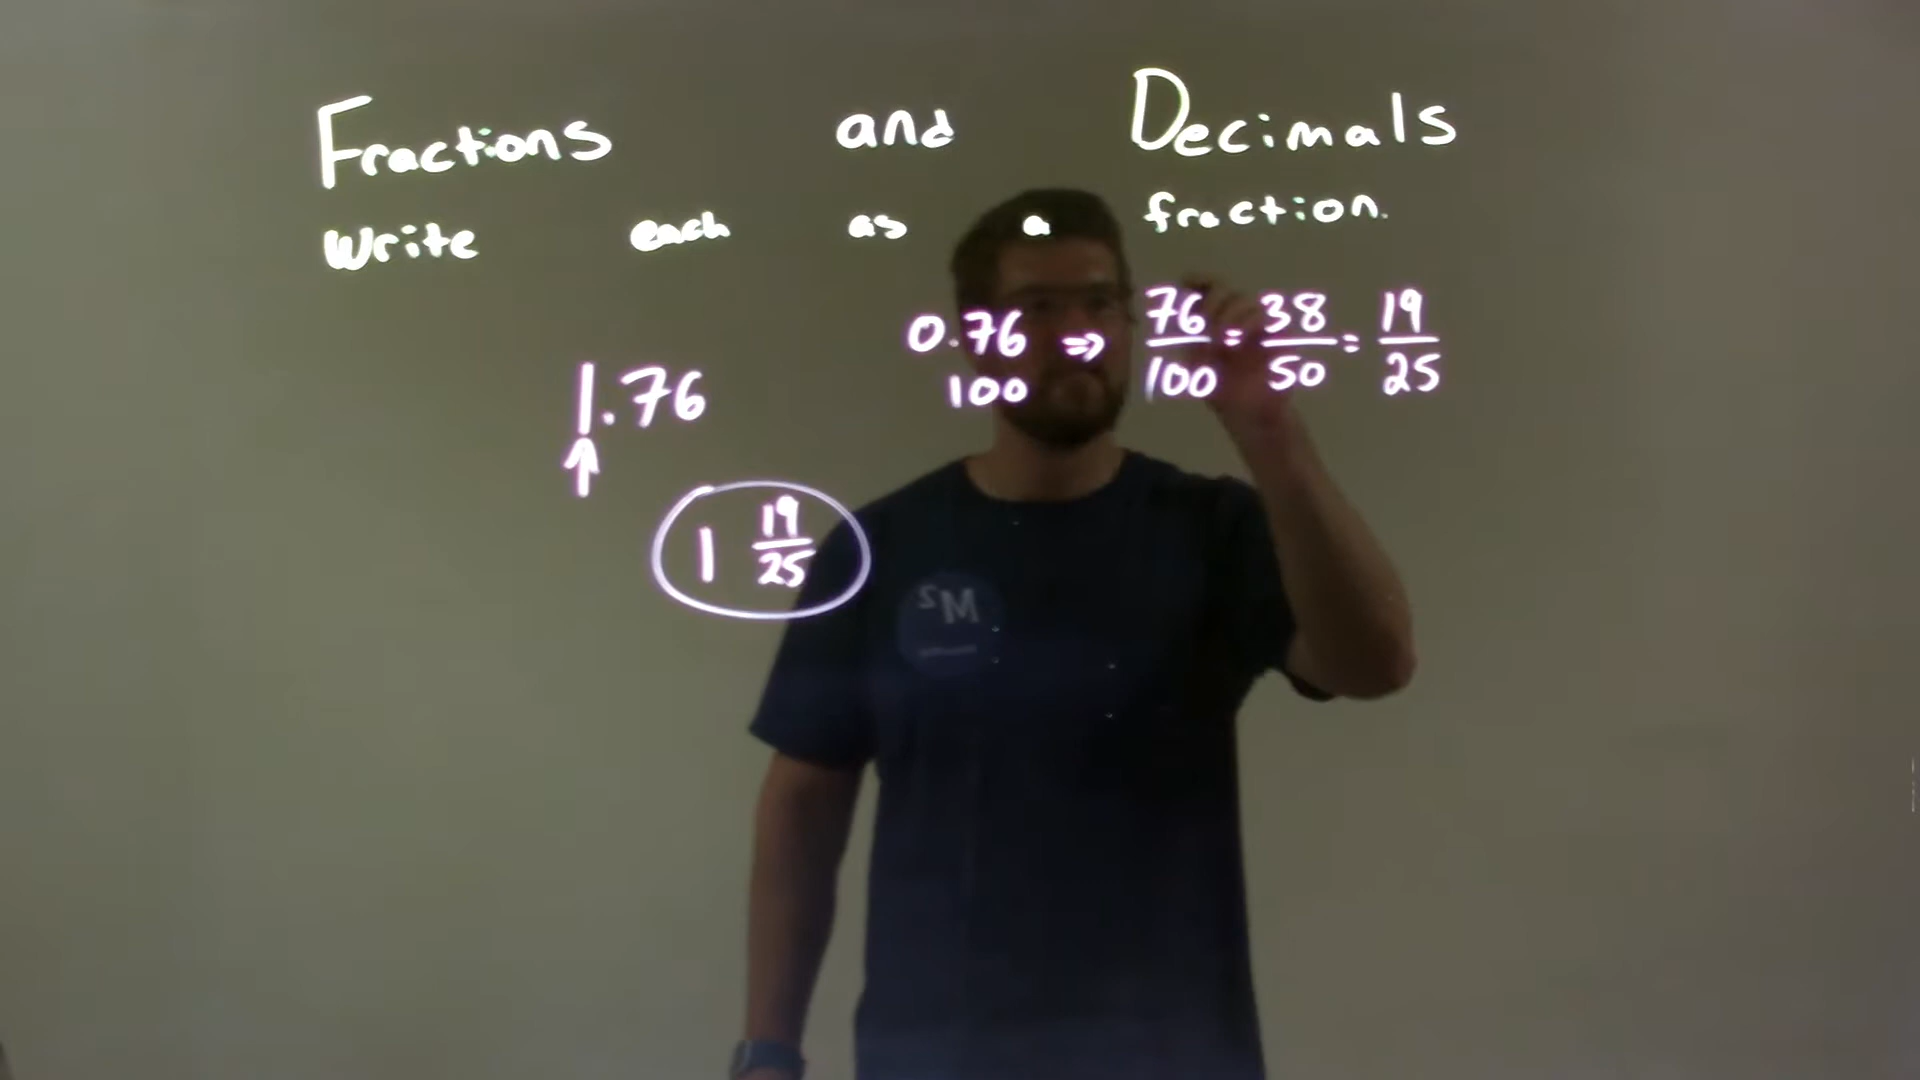 Fractions and Decimals
Write each as a fraction.
0.76 ⇒ 76/100 = 38/50 = 19/25
100
1.76
↑
1 19/25
M²